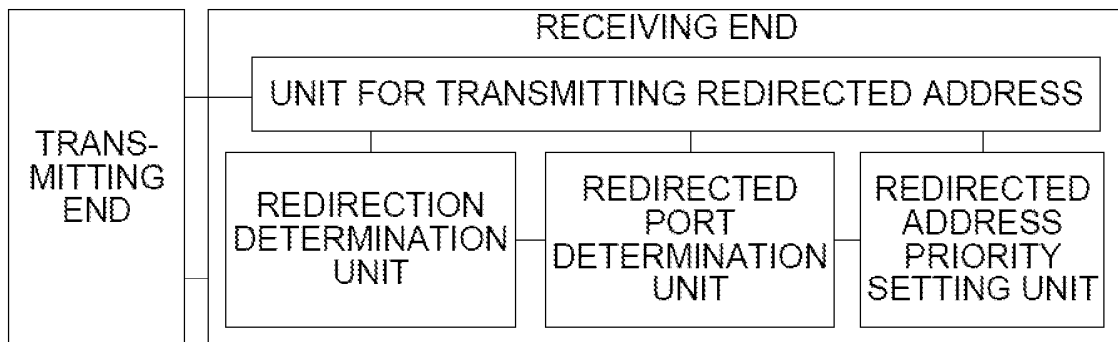 TRANS-
MITTING
END
RECEIVING END
UNIT FOR TRANSMITTING REDIRECTED ADDRESS
REDIRECTION
DETERMINATION
UNIT
REDIRECTED
PORT
DETERMINATION
UNIT
REDIRECTED
ADDRESS
PRIORITY
SETTING UNIT